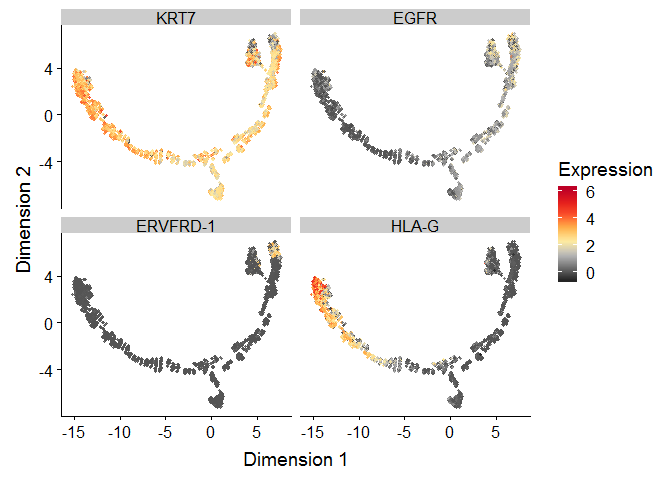 KRT7 EGFR
4
0
-4
ERVFRD-1 HLA-G
4
0
-4
-15 -10 -5 0 5 -15 -10 -5 0 5
Dimension 1
Dimension 2
Expression
6
4
2
0